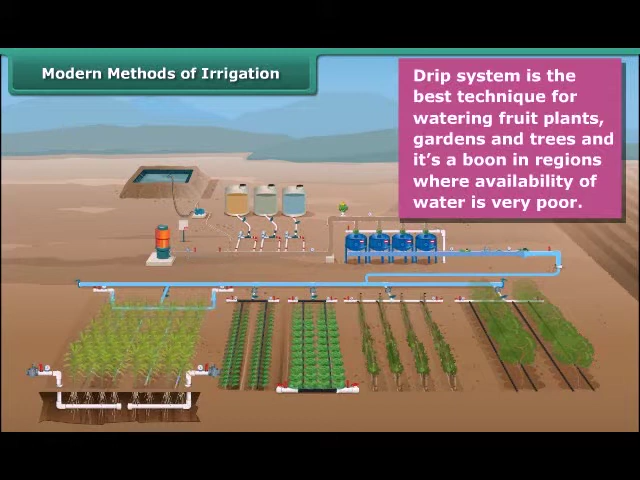 Modern Methods of Irrigation
Drip system is the
best technique for
watering fruit plants,
gardens and trees and
it's a boon in regions
where availability of
water is very poor.